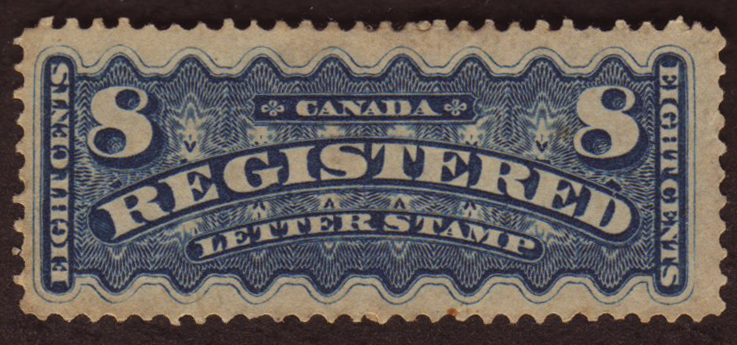 CANADA
8 8
REGISTERED
LETTER STAMP
EIGHT CENTS
EIGHT CENTS